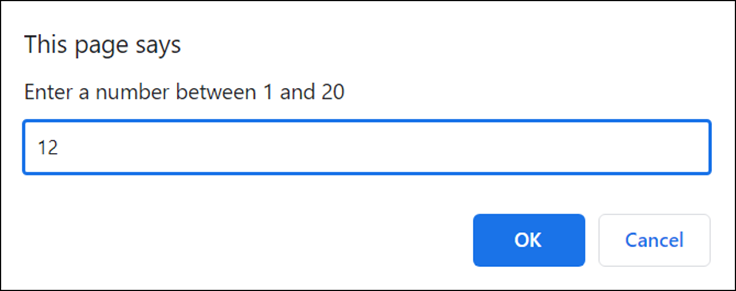 This page says
Enter a number between 1 and 20
12
OK Cancel